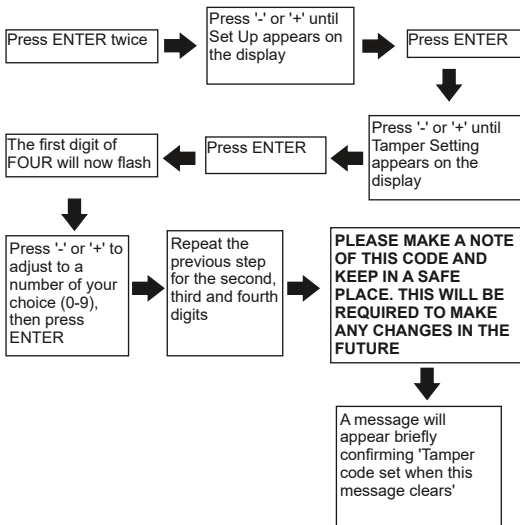 Press ENTER twice
Press '-' or '+' until
Set Up appears on
the display
Press ENTER
Press '-' or '+' until
Tamper Setting
appears on the
display
Press ENTER
The first digit of
FOUR will now flash
Press '-' or '+' to
adjust to a
number of your
choice (0-9),
then press
ENTER
Repeat the
previous step
for the second,
third and fourth
digits
PLEASE MAKE A NOTE
OF THIS CODE AND
KEEP IN A SAFE
PLACE. THIS WILL BE
REQUIRED TO MAKE
ANY CHANGES IN THE
FUTURE
A message will
appear briefly
confirming 'Tamper
code set when this
message clears'